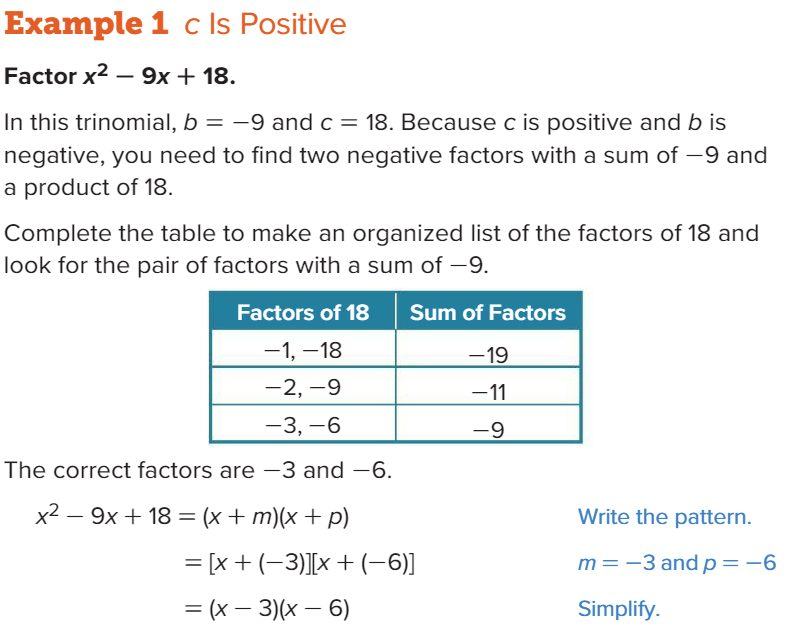 Example 1 c Is Positive
Factor x² − 9x + 18.
In this trinomial, b = −9 and c = 18. Because c is positive and b is
negative, you need to find two negative factors with a sum of −9 and
a product of 18.
Complete the table to make an organized list of the factors of 18 and
look for the pair of factors with a sum of −9.
Factors of 18 Sum of Factors
−1, −18 −19
−2, −9 −11
−3, −6 −9
The correct factors are −3 and −6.
x² − 9x + 18 = (x + m)(x + p) Write the pattern.
= [x + (−3)][x + (−6)] m = −3 and p = −6
= (x − 3)(x − 6) Simplify.